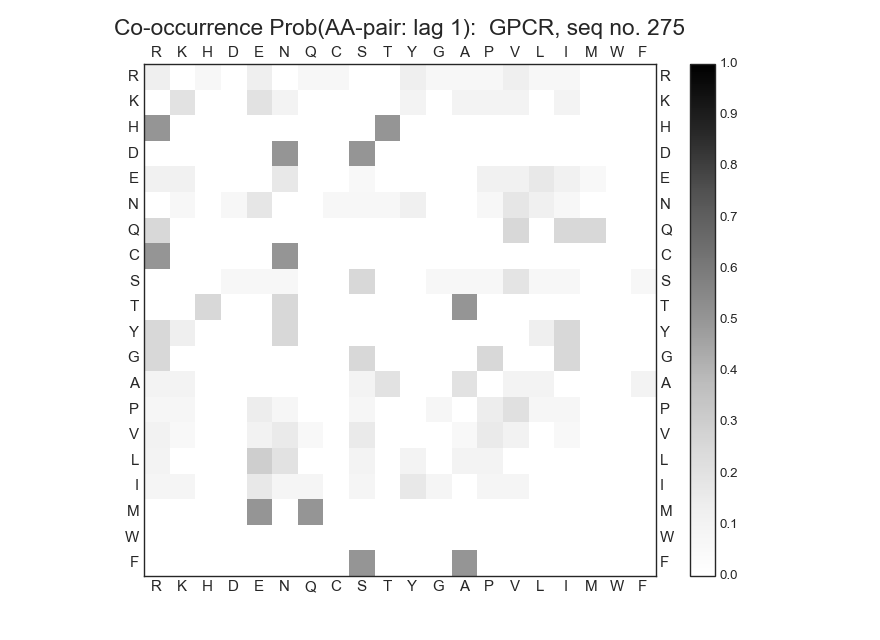 Co-occurrence Prob(AA-pair: lag 1):  GPCR, seq no. 275
R K H D E N Q C S T Y G A P V L I M W F
R R 1.0
K K 0.9
H H
D D 0.8
E E
N N 0.7
Q Q
C C 0.6
S S
T T 0.5
Y Y
G G 0.4
A A
P P 0.3
V V
L L 0.2
I I
M M 0.1
W W
F F 0.0
R K H D E N Q C S T Y G A P V L I M W F